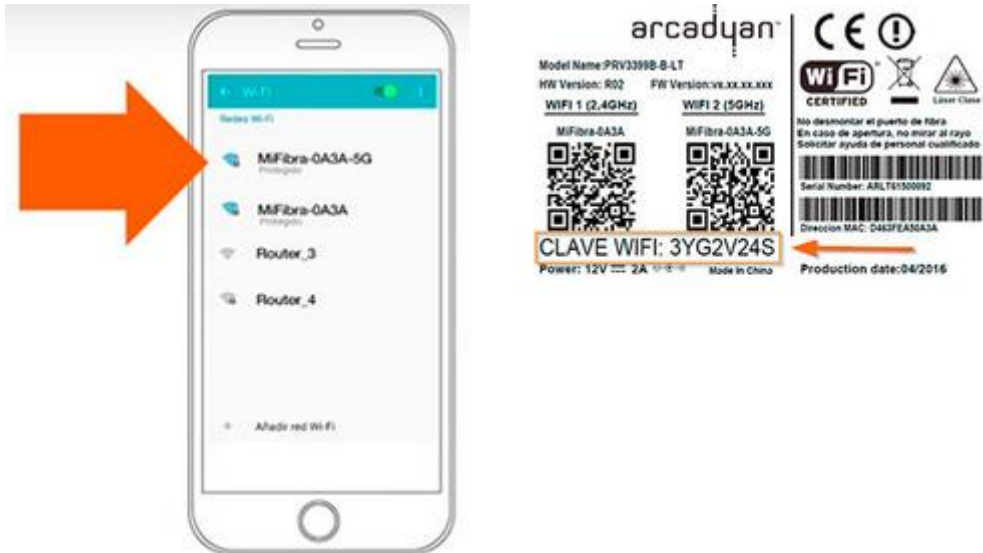 Wi-Fi
Redes Wi-Fi
MiFibra-0A3A-5G
Protegido
MiFibra-0A3A
Protegido
Router_3
Router_4
+ Añadir red Wi-Fi
arcadyan
Model Name:PRV3399B-B-LT
HW Version: R02 FW Version:vx.xx.xx.xxx
WIFI 1 (2,4GHz) WIFI 2 (5GHz)
MiFibra-0A3A MiFibra-0A3A-5G
CLAVE WIFI: 3YG2V24S
Power: 12V 2A Made in China
CE
Wi Fi
CERTIFIED
Láser Clase
No desmontar el puerto de fibra
En caso de apertura, no mirar al rayo
Solicitar ayuda de personal cualificado
Serial Number: ARLT61500092
Direccion MAC: D463FEA50A3A
Production date:04/2016